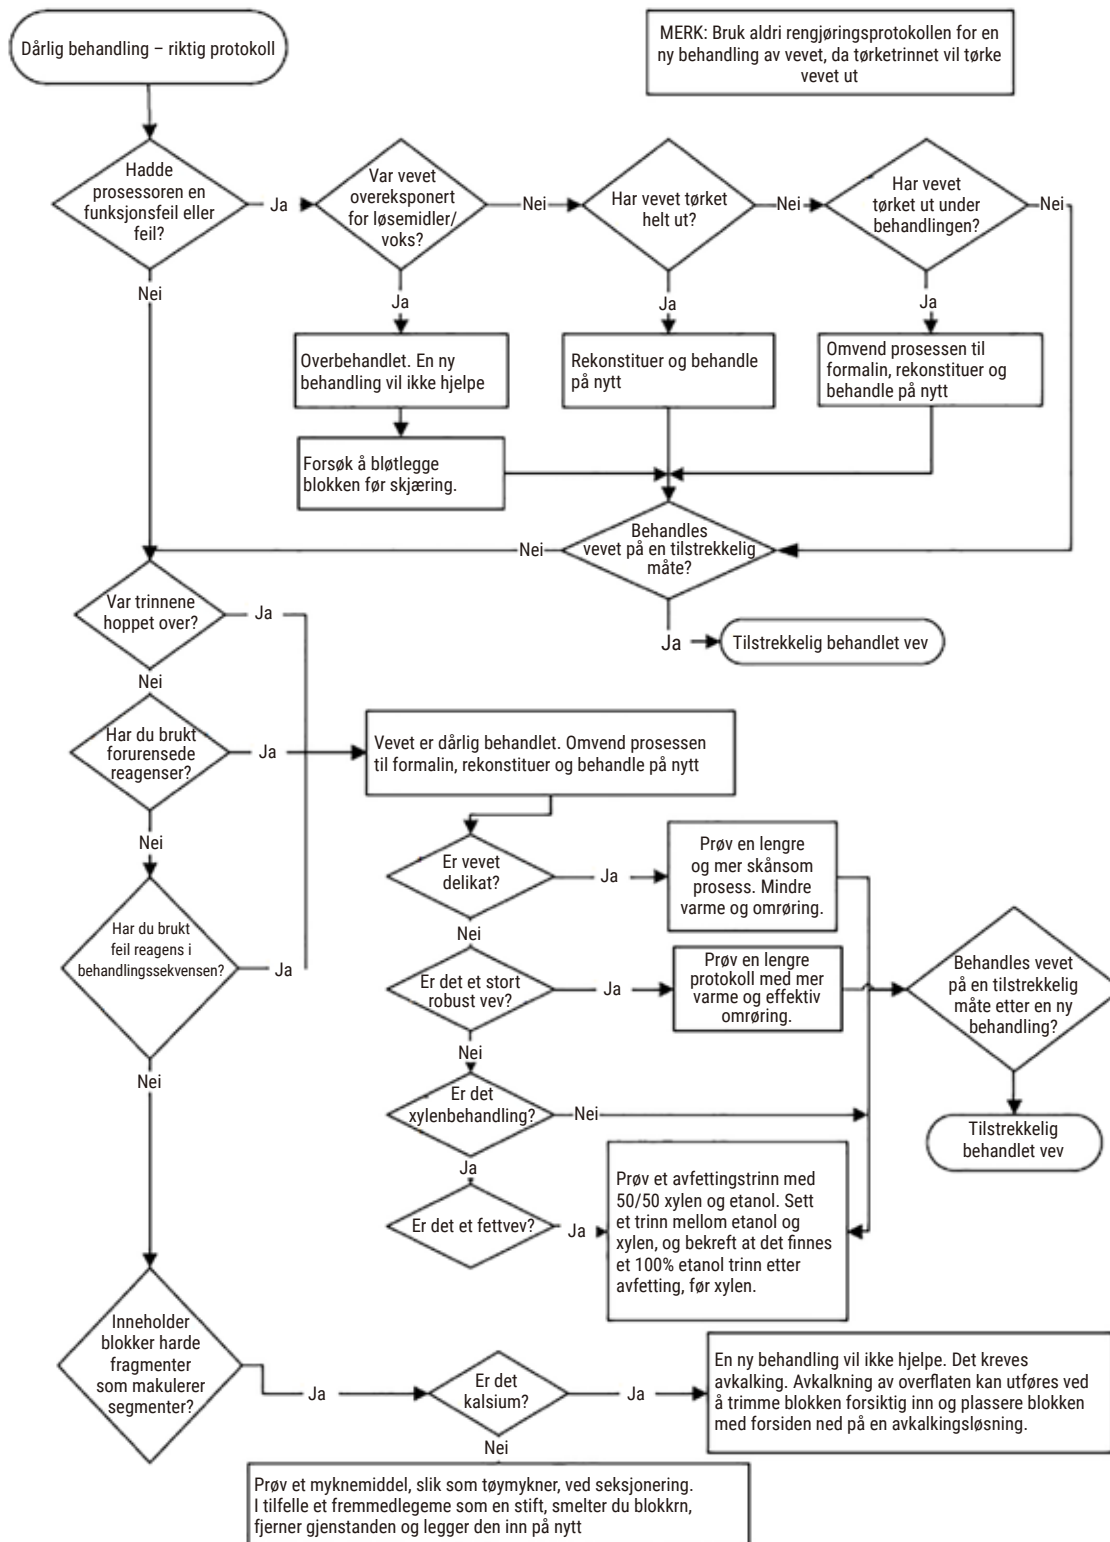 Dårlig behandling – riktig protokoll
MERK: Bruk aldri rengjøringsprotokollen for en
ny behandling av vevet, da tørketrinnet vil tørke
vevet ut
Hadde
prosessoren en
funksjonsfeil eller
feil?
Ja
Var vevet
overeksponert
for løsemidler/
voks?
Nei
Har vevet tørket
helt ut?
Nei
Har vevet
tørket ut under
behandlingen?
Nei
Nei
Ja
Ja
Ja
Overbehandlet. En ny
behandling vil ikke hjelpe
Rekonstituer og behandle
på nytt
Omvend prosessen til
formalin, rekonstituer og
behandle på nytt
Forsøk å bløtlegge
blokken før skjæring.
Behandles
vevet på en tilstrekkelig
måte?
Nei
Ja
Tilstrekkelig behandlet vev
Var trinnene
hoppet over?
Ja
Nei
Har du brukt
forurensede
reagenser?
Ja
Vevet er dårlig behandlet. Omvend prosessen
til formalin, rekonstituer og behandle på nytt
Nei
Har du brukt
feil reagens i
behandlingssekvensen?
Ja
Nei
Er vevet
delikat?
Ja
Prøv en lengre
og mer skånsom
prosess. Mindre
varme og omrøring.
Nei
Er det et stort
robust vev?
Ja
Prøv en lengre
protokoll med mer
varme og effektiv
omrøring.
Behandles vevet
på en tilstrekkelig
måte etter en ny
behandling?
Nei
Er det
xylenbehandling?
Nei
Tilstrekkelig
behandlet vev
Ja
Er det et fettvev?
Ja
Prøv et avfettingstrinn med
50/50 xylen og etanol. Sett
et trinn mellom etanol og
xylen, og bekreft at det finnes
et 100% etanol trinn etter
avfetting, før xylen.
Inneholder
blokker harde
fragmenter
som makulerer
segmenter?
Ja
Er det
kalsium?
Ja
En ny behandling vil ikke hjelpe. Det kreves
avkalking. Avkalkning av overflaten kan utføres ved
å trimme blokken forsiktig inn og plassere blokken
med forsiden ned på en avkalkingsløsning.
Nei
Prøv et myknemiddel, slik som tøymykner, ved seksjonering.
I tilfelle et fremmedlegeme som en stift, smelter du blokkrn,
fjerner gjenstanden og legger den inn på nytt